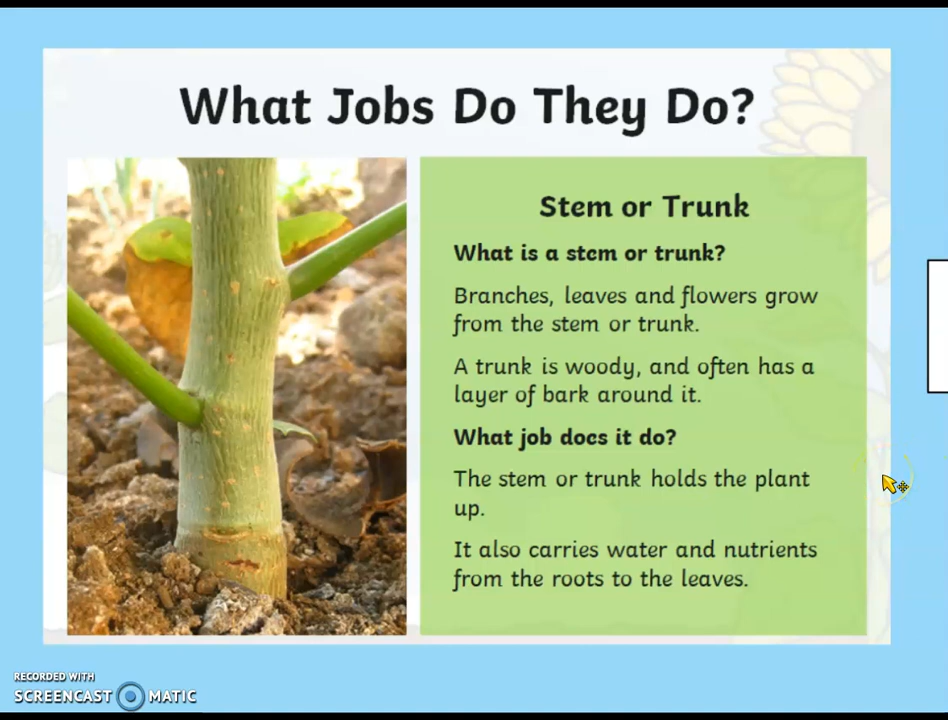 What Jobs Do They Do?
Stem or Trunk
What is a stem or trunk?
Branches, leaves and flowers grow
from the stem or trunk.
A trunk is woody, and often has a
layer of bark around it.
What job does it do?
The stem or trunk holds the plant
up.
It also carries water and nutrients
from the roots to the leaves.
RECORDED WITH
SCREENCAST MATIC